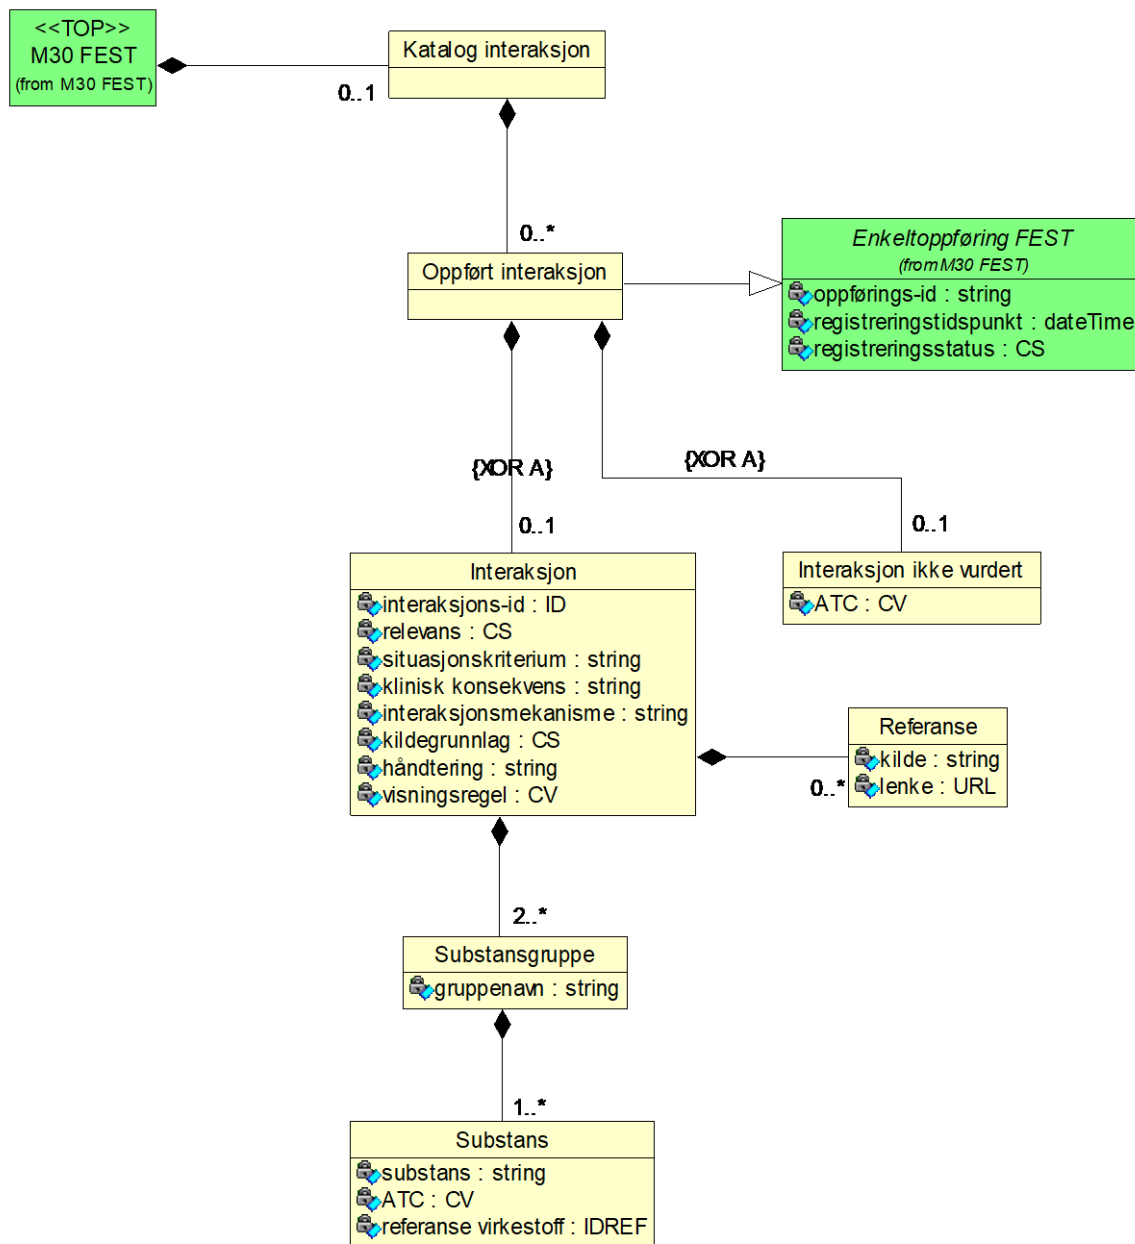 <<TOP>>
M30 FEST
(from M30 FEST)
Katalog interaksjon
0..1
0..*
Oppført interaksjon
Enkeltoppføring FEST
(from M30 FEST)
oppførings-id : string
registreringstidspunkt : dateTime
registreringsstatus : CS
{XOR A}
{XOR A}
0..1
0..1
Interaksjon
interaksjons-id : ID
relevans : CS
situasjonskriterium : string
klinisk konsekvens : string
interaksjonsmekanisme : string
kildegrunnlag : CS
håndtering : string
visningsregel : CV
Interaksjon ikke vurdert
ATC : CV
Referanse
kilde : string
lenke : URL
0..*
2..*
Substansgruppe
gruppenavn : string
1..*
Substans
substans : string
ATC : CV
referanse virkestoff : IDREF